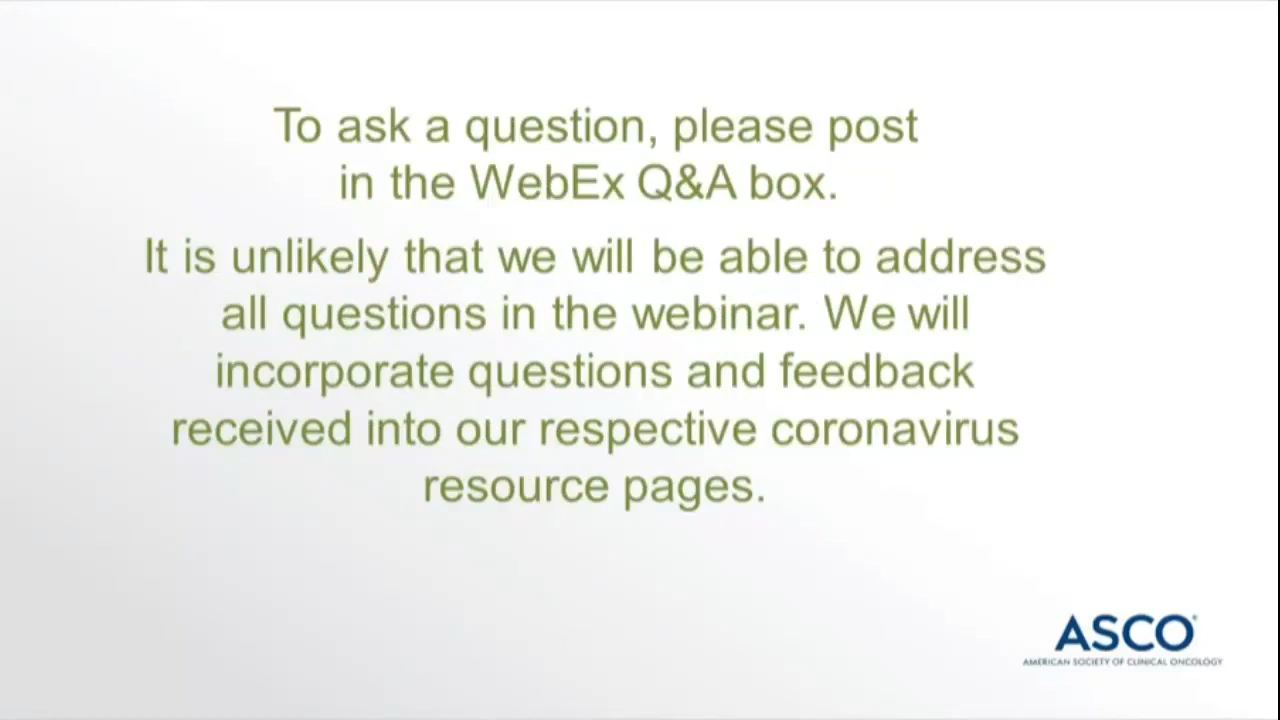 To ask a question, please post
in the WebEx Q&A box.
It is unlikely that we will be able to address
all questions in the webinar. We will
incorporate questions and feedback
received into our respective coronavirus
resource pages.
ASCO®
AMERICAN SOCIETY OF CLINICAL ONCOLOGY